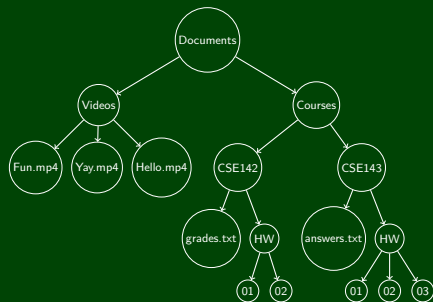 Documents
Videos
Courses
Fun.mp4
Yay.mp4
Hello.mp4
CSE142
CSE143
grades.txt
HW
answers.txt
HW
01
02
01
02
03